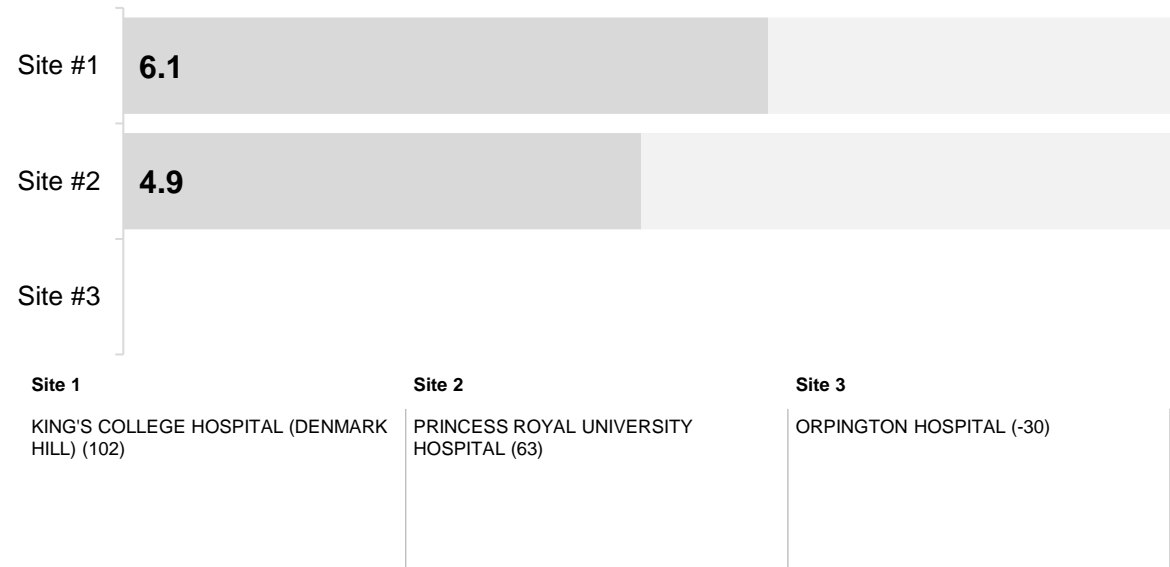 Site #1
6.1
Site #2
4.9
Site #3
Site 1
Site 2
Site 3
KING'S COLLEGE HOSPITAL (DENMARK
HILL) (102)
PRINCESS ROYAL UNIVERSITY
HOSPITAL (63)
ORPINGTON HOSPITAL (-30)